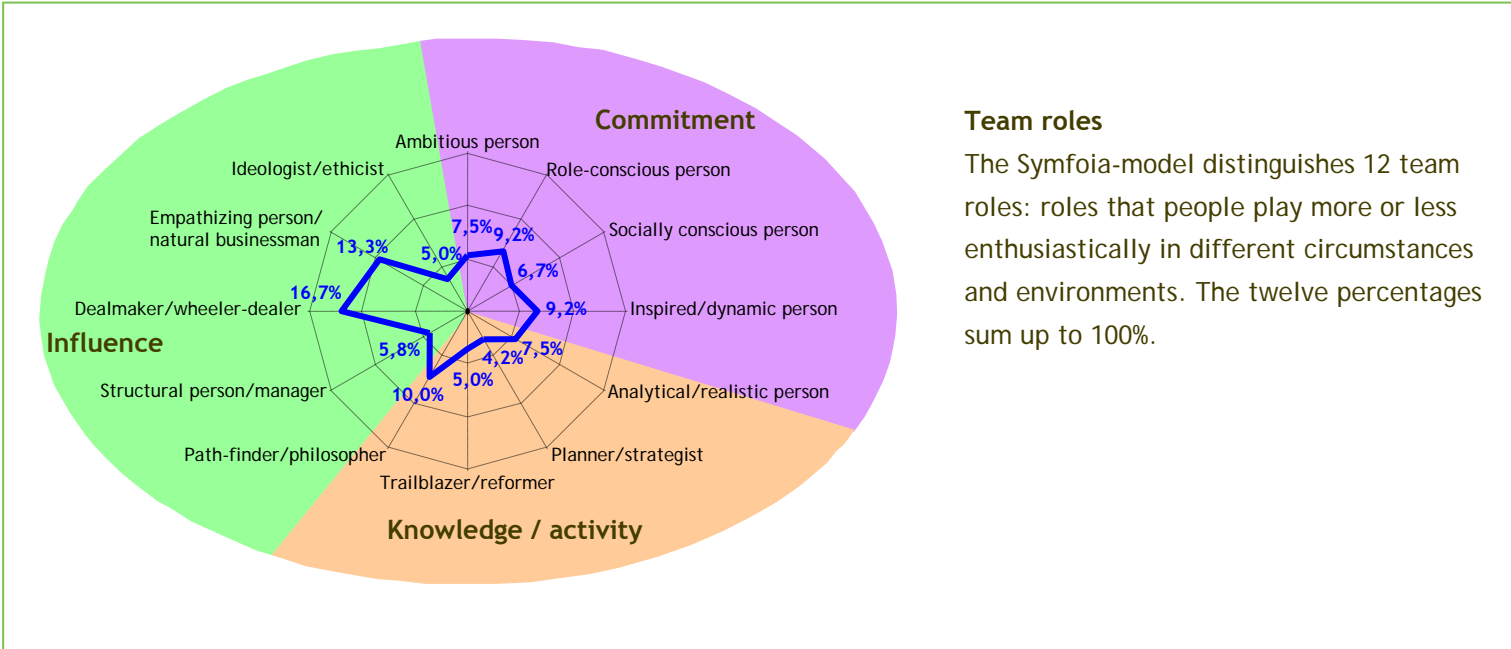 Commitment
Ambitious person
Ideologist/ethicist
Role-conscious person
Empathizing person/
natural businessman
Socially conscious person
7,5%
9,2%
13,3%
5,0%
6,7%
16,7%
9,2%
Dealmaker/wheeler-dealer
Inspired/dynamic person
Influence
5,8%
4,2%
7,5%
5,0%
10,0%
Structural person/manager
Analytical/realistic person
Path-finder/philosopher
Planner/strategist
Trailblazer/reformer
Knowledge / activity
Team roles
The Symfoia-model distinguishes 12 team
roles: roles that people play more or less
enthusiastically in different circumstances
and environments. The twelve percentages
sum up to 100%.